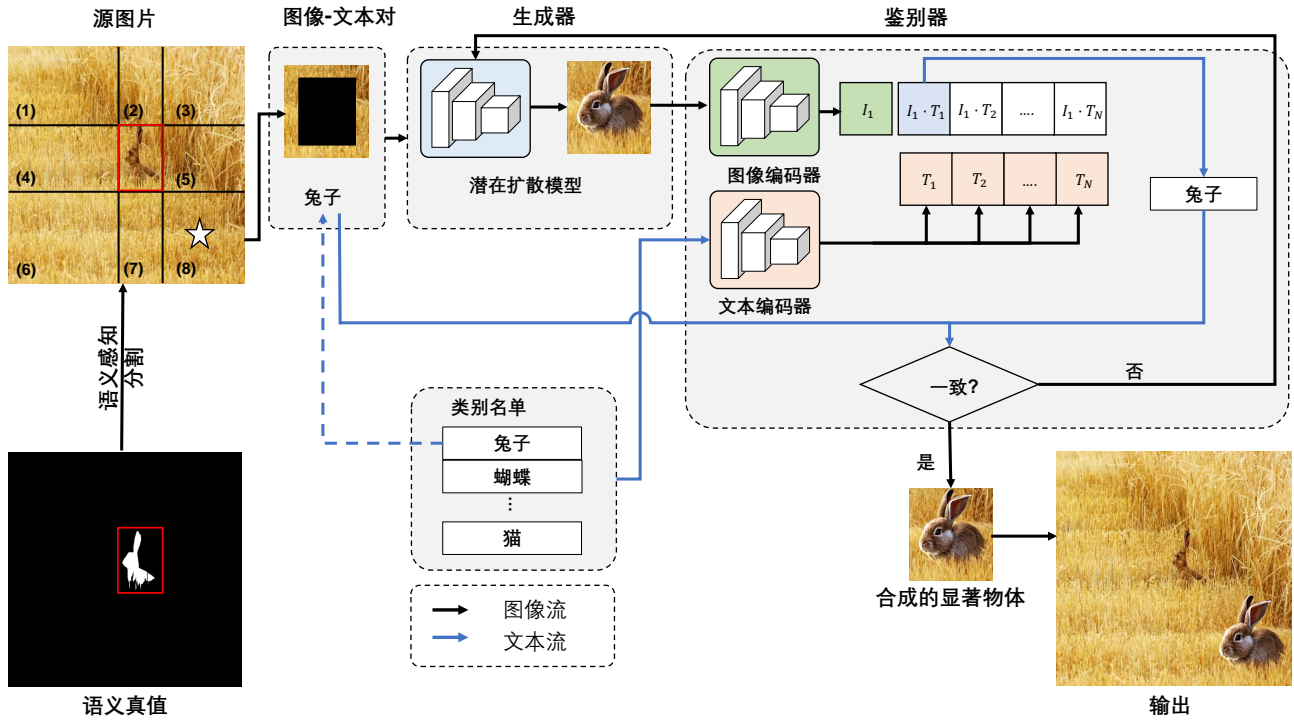 源图片
图像-文本对
生成器
鉴别器
(1)
(2)
(3)
(4)
(5)
(6)
(7)
(8)
兔子
潜在扩散模型
图像编码器
文本编码器
I₁
I₁ · T₁
I₁ · T₂
....
I₁ · T_N
T₁
T₂
....
T_N
兔子
语义感知
分割
一致?
否
是
类别名单
兔子
蝴蝶
⋮
猫
图像流
文本流
合成的显著物体
语义真值
输出